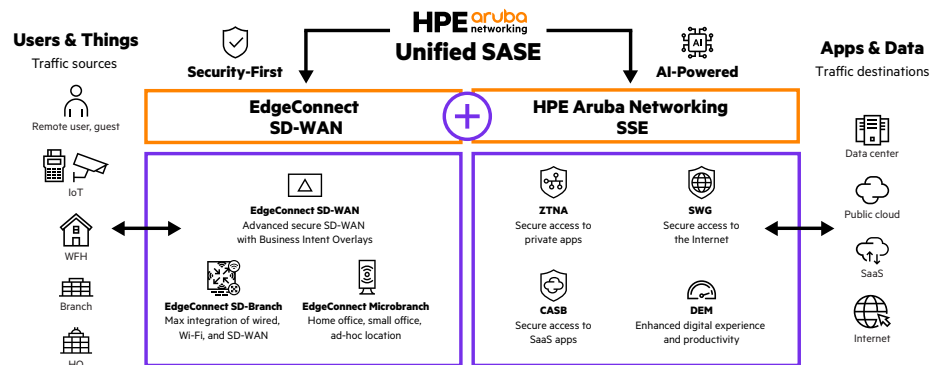 HPE aruba
networking
Unified SASE
Users & Things
Traffic sources
Security-First
AI
AI-Powered
Apps & Data
Traffic destinations
EdgeConnect
SD-WAN
HPE Aruba Networking
SSE
Remote user, guest
IoT
WFH
Branch
HQ
EdgeConnect SD-WAN
Advanced secure SD-WAN
with Business Intent Overlays
EdgeConnect SD-Branch
Max integration of wired,
Wi-Fi, and SD-WAN
EdgeConnect Microbranch
Home office, small office,
ad-hoc location
ZTNA
Secure access to
private apps
SWG
Secure access to
the Internet
CASB
Secure access to
SaaS apps
DEM
Enhanced digital experience
and productivity
Data center
Public cloud
SaaS
Internet